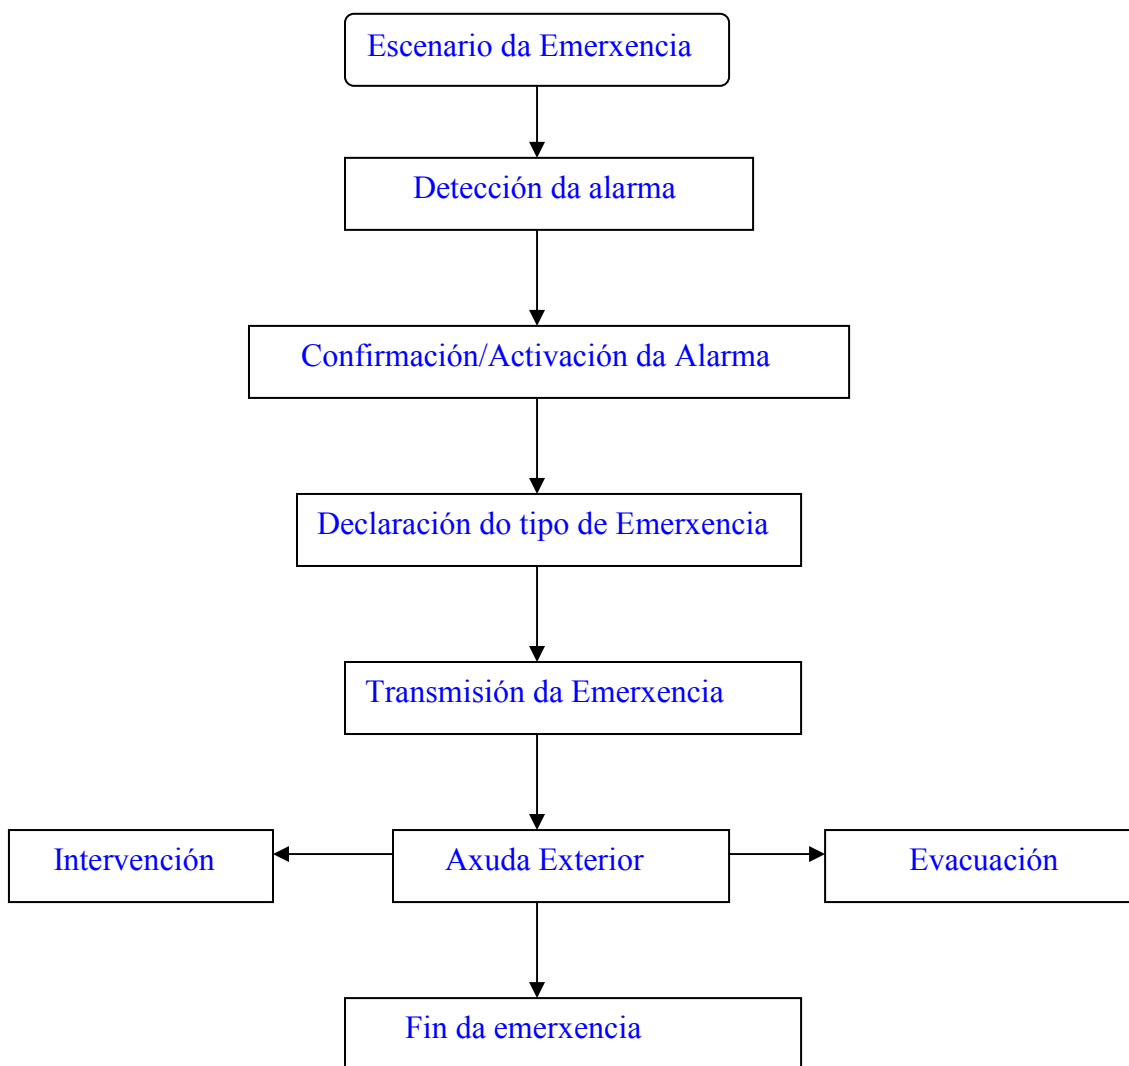 Escenario da Emerxencia
Detección da alarma
Confirmación/Activación da Alarma
Declaración do tipo de Emerxencia
Transmisión da Emerxencia
Intervención
Axuda Exterior
Evacuación
Fin da emerxencia